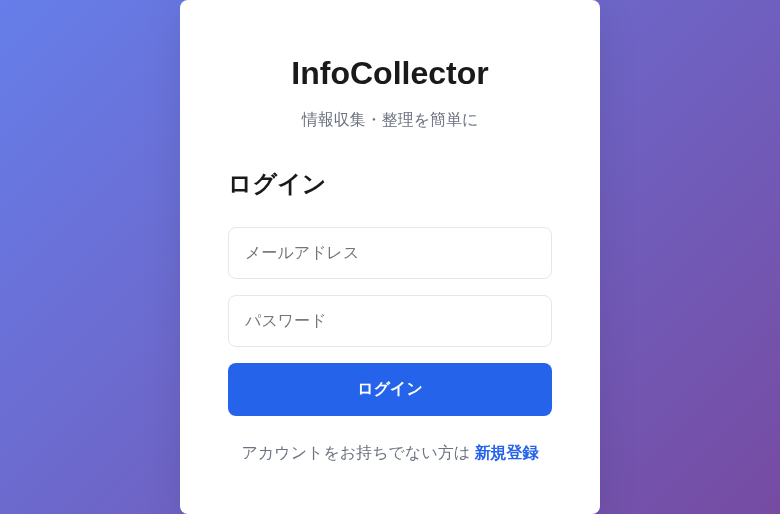 InfoCollector
情報収集・整理を簡単に
ログイン
メールアドレス
パスワード
ログイン
アカウントをお持ちでない方は 新規登録